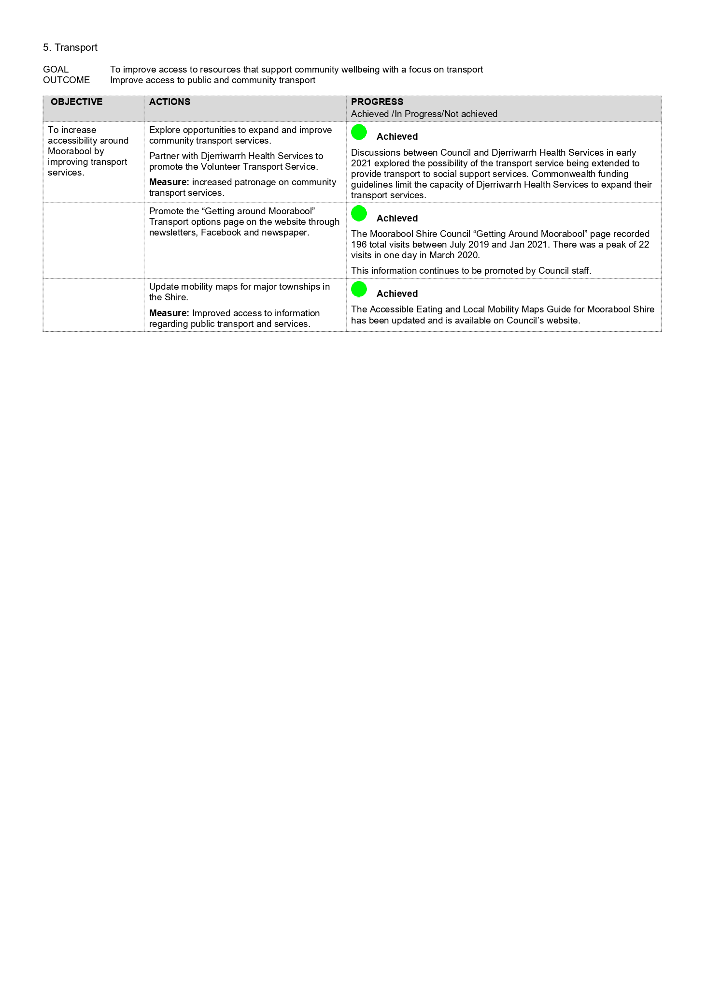 5. Transport
GOAL To improve access to resources that support community wellbeing with a focus on transport
OUTCOME Improve access to public and community transport
OBJECTIVE ACTIONS PROGRESS
Achieved /In Progress/Not achieved
To increase
accessibility around
Moorabool by
improving transport
services.
Explore opportunities to expand and improve
community transport services.
Partner with Djerriwarrh Health Services to
promote the Volunteer Transport Service.
Measure: increased patronage on community
transport services.
Achieved
Discussions between Council and Djerriwarrh Health Services in early
2021 explored the possibility of the transport service being extended to
provide transport to social support services. Commonwealth funding
guidelines limit the capacity of Djerriwarrh Health Services to expand their
transport services.
Promote the “Getting around Moorabool”
Transport options page on the website through
newsletters, Facebook and newspaper.
Achieved
The Moorabool Shire Council “Getting Around Moorabool” page recorded
196 total visits between July 2019 and Jan 2021. There was a peak of 22
visits in one day in March 2020.
This information continues to be promoted by Council staff.
Update mobility maps for major townships in
the Shire.
Measure: Improved access to information
regarding public transport and services.
Achieved
The Accessible Eating and Local Mobility Maps Guide for Moorabool Shire
has been updated and is available on Council’s website.